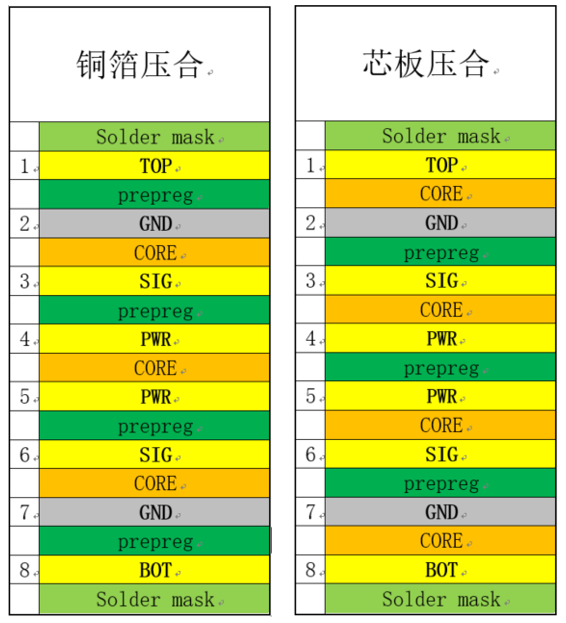 铜箔压合
Solder mask
1 TOP
prepreg
2 GND
CORE
3 SIG
prepreg
4 PWR
CORE
5 PWR
prepreg
6 SIG
CORE
7 GND
prepreg
8 BOT
Solder mask
芯板压合
Solder mask
1 TOP
CORE
2 GND
prepreg
3 SIG
CORE
4 PWR
prepreg
5 PWR
CORE
6 SIG
prepreg
7 GND
CORE
8 BOT
Solder mask